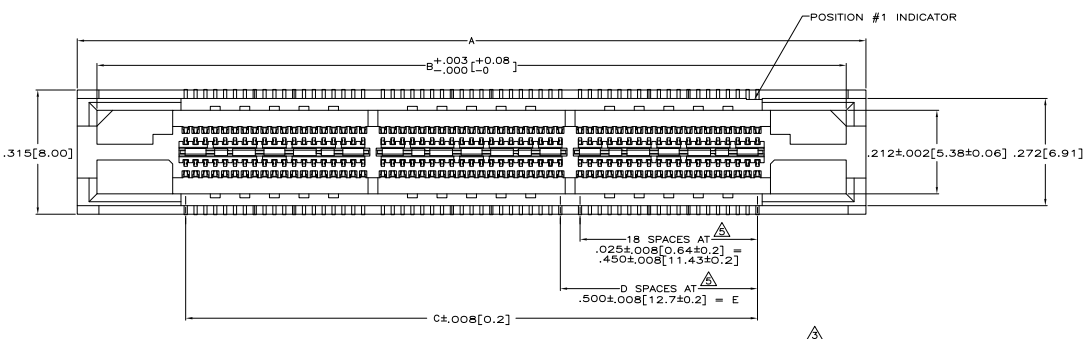 POSITION #1 INDICATOR
A
B +.003 -.000 [+0.08 -0]
.315[8.00]
.212±.002[5.38±0.06]
.272[6.91]
18 SPACES AT 5
.025±.008[0.64±0.2] =
.450±.008[11.43±0.2]
D SPACES AT 5
.500±.008[12.7±0.2] = E
C±.008[0.2]
3